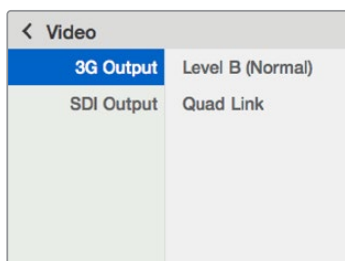 < Video
3G Output Level B (Normal)
SDI Output Quad Link